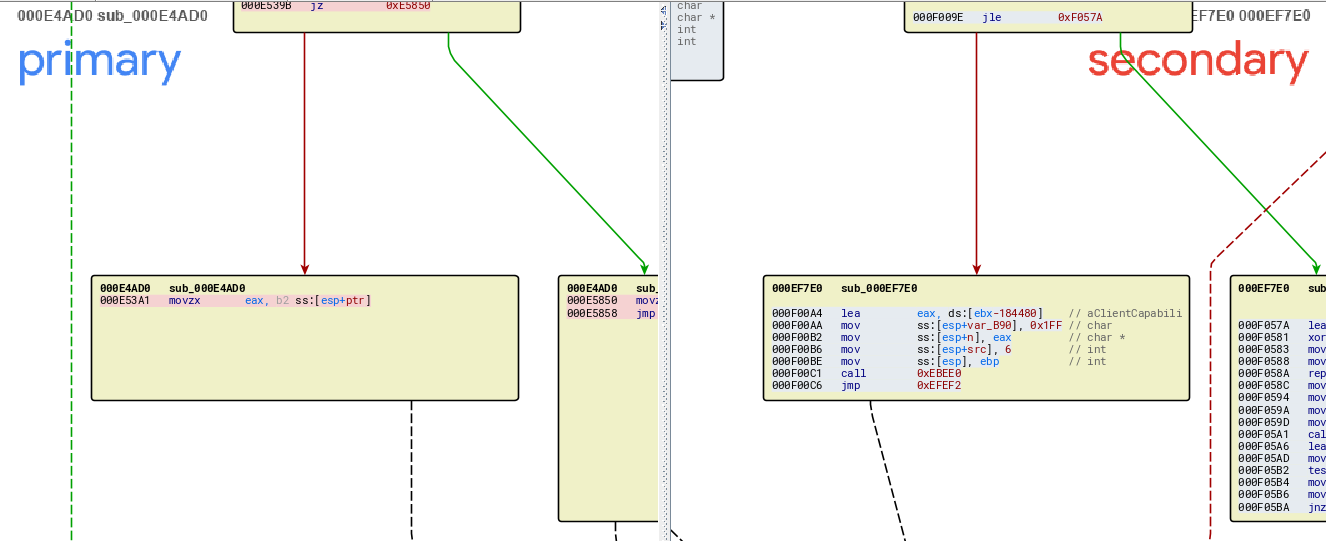 000E4AD0 sub_000E4AD0
primary
000E539B jz 0xE5850
000E4AD0 sub_000E4AD0
000E53A1 movzx eax, b2 ss:[esp+ptr]
000E4AD0 sub_
000E5850 movz
000E5858 jmp
char
char *
int
int
000F009E jle 0xF057A
EF7E0 000EF7E0
secondary
000EF7E0 sub_000EF7E0
000F00A4 lea eax, ds:[ebx-184480] // aClientCapabili
000F00AA mov ss:[esp+var_B90], 0x1FF // char
000F00B2 mov ss:[esp+n], eax // char *
000F00B6 mov ss:[esp+src], 6 // int
000F00BE mov ss:[esp], ebp // int
000F00C1 call 0xEBEE0
000F00C6 jmp 0xEFEF2
000EF7E0 sub
000F057A lea
000F0581 xor
000F0583 mov
000F0588 mov
000F058A rep
000F058C mov
000F0594 mov
000F059A mov
000F059D mov
000F05A1 cal
000F05A6 lea
000F05AD mov
000F05B2 tes
000F05B4 mov
000F05B6 mov
000F05BA jnz